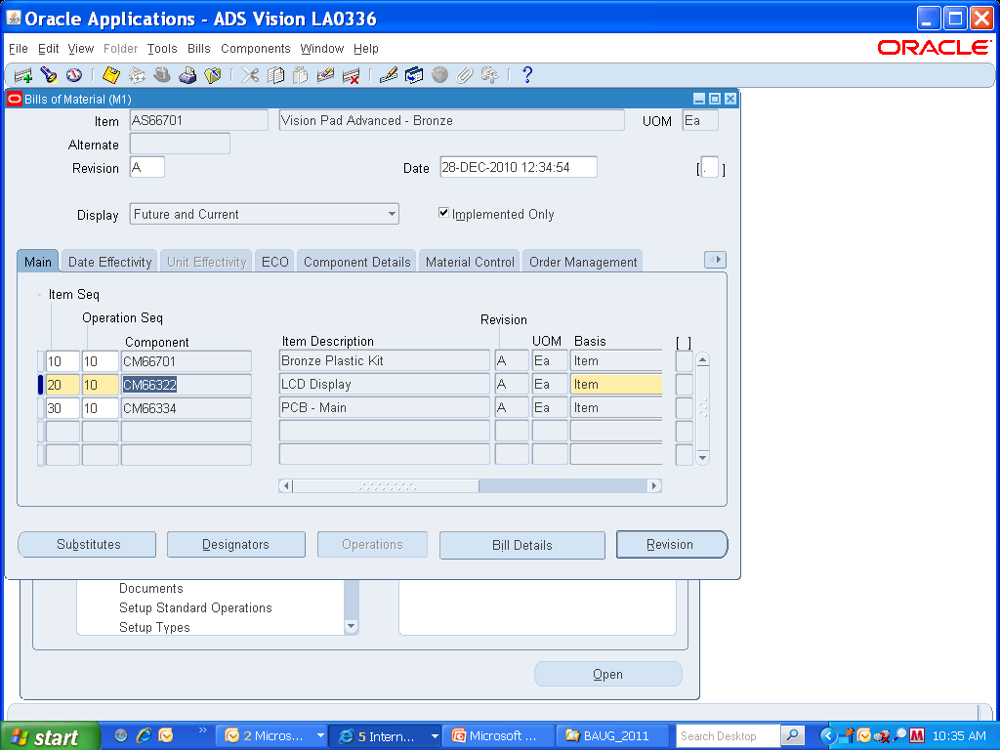 Oracle Applications - ADS Vision LA0336
File Edit View Folder Tools Bills Components Window Help
ORACLE
Bills of Material (M1)
Item AS66701 Vision Pad Advanced - Bronze UOM Ea
Alternate
Revision A Date 28-DEC-2010 12:34:54 [ . ]
Display Future and Current Implemented Only
Main Date Effectivity Unit Effectivity ECO Component Details Material Control Order Management
Item Seq
Operation Seq Revision
Component Item Description UOM Basis [ ]
10 10 CM66701 Bronze Plastic Kit A Ea Item
20 10 CM66322 LCD Display A Ea Item
30 10 CM66334 PCB - Main A Ea Item
Substitutes Designators Operations Bill Details Revision
Documents
Setup Standard Operations
Setup Types
Open
start 2 Micros... 5 Intern... Microsoft ... BAUG_2011 Search Desktop 10:35 AM